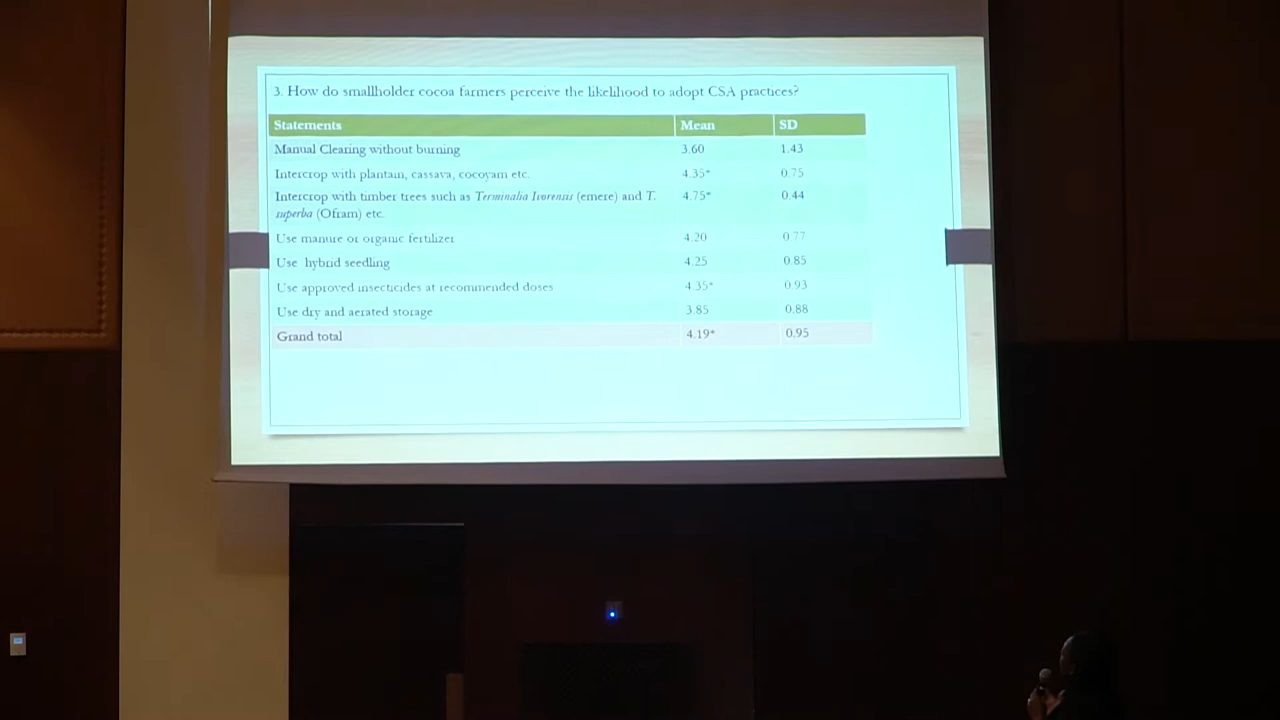 3. How do smallholder cocoa farmers perceive the likelihood to adopt CSA practices?
Statements Mean SD
Manual Clearing without burning 3.60 1.43
Intercrop with plantain, cassava, cocoyam etc. 4.35* 0.75
Intercrop with timber trees such as Terminalia Ivorensis (emere) and T. 4.75* 0.44
superba (Ofram) etc.
Use manure or organic fertilizer 4.20 0.77
Use hybrid seedling 4.25 0.85
Use approved insecticides at recommended doses 4.35* 0.93
Use dry and aerated storage 3.85 0.88
Grand total 4.19* 0.95